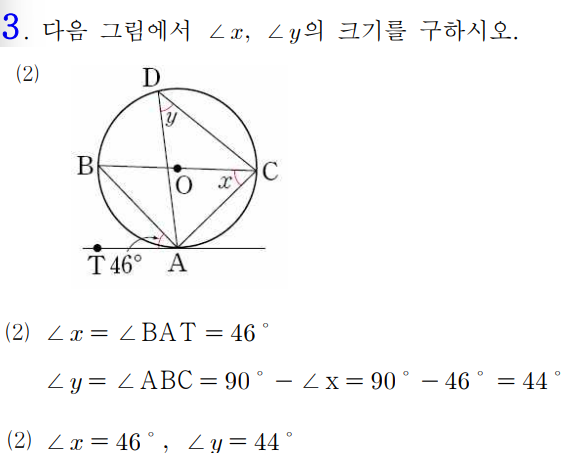 3. 다음 그림에서 ∠x, ∠y의 크기를 구하시오.
(2)
D
y
B
O
x
C
T 46° A
(2) ∠x = ∠BAT = 46°
∠y = ∠ABC = 90° - ∠x = 90° - 46° = 44°
(2) ∠x = 46°, ∠y = 44°